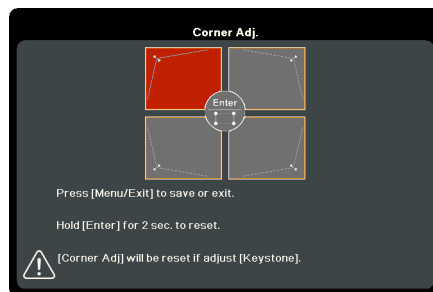 Corner Adj.
Enter
Press [Menu/Exit] to save or exit.
Hold [Enter] for 2 sec. to reset.
[Corner Adj] will be reset if adjust [Keystone].